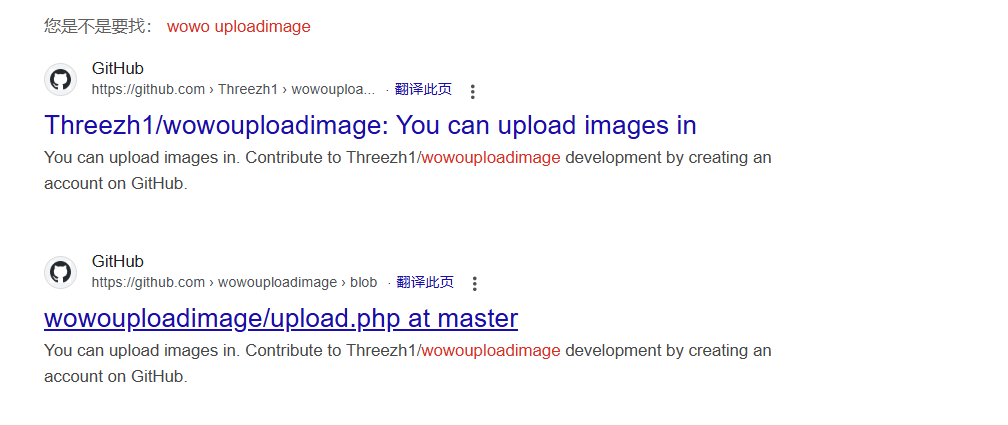 您是不是要找： wowo uploadimage
GitHub
https://github.com › Threezh1 › wowouploa... · 翻译此页
Threezh1/wowouploadimage: You can upload images in
You can upload images in. Contribute to Threezh1/wowouploadimage development by creating an
account on GitHub.
GitHub
https://github.com › wowouploadimage › blob · 翻译此页
wowouploadimage/upload.php at master
You can upload images in. Contribute to Threezh1/wowouploadimage development by creating an
account on GitHub.